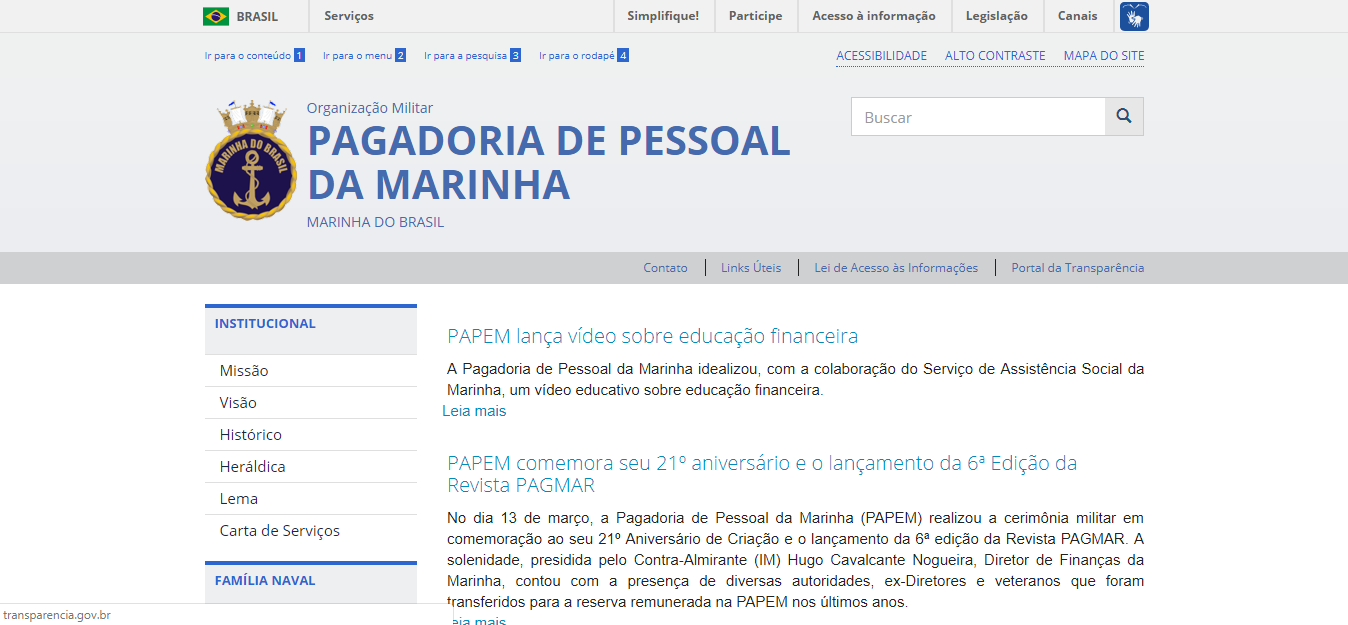 BRASIL Serviços Simplifique! Participe Acesso à informação Legislação Canais
Ir para o conteúdo 1 Ir para o menu 2 Ir para a pesquisa 3 Ir para o rodapé 4 ACESSIBILIDADE ALTO CONTRASTE MAPA DO SITE
MARINHA DO BRASIL
Organização Militar
PAGADORIA DE PESSOAL
DA MARINHA
MARINHA DO BRASIL
Buscar
Contato Links Úteis Lei de Acesso às Informações Portal da Transparência
INSTITUCIONAL
Missão
Visão
Histórico
Heráldica
Lema
Carta de Serviços
FAMÍLIA NAVAL
PAPEM lança vídeo sobre educação financeira
A Pagadoria de Pessoal da Marinha idealizou, com a colaboração do Serviço de Assistência Social da
Marinha, um vídeo educativo sobre educação financeira.
Leia mais
PAPEM comemora seu 21º aniversário e o lançamento da 6ª Edição da
Revista PAGMAR
No dia 13 de março, a Pagadoria de Pessoal da Marinha (PAPEM) realizou a cerimônia militar em
comemoração ao seu 21º Aniversário de Criação e o lançamento da 6ª edição da Revista PAGMAR. A
solenidade, presidida pelo Contra-Almirante (IM) Hugo Cavalcante Nogueira, Diretor de Finanças da
Marinha, contou com a presença de diversas autoridades, ex-Diretores e veteranos que foram
transferidos para a reserva remunerada na PAPEM nos últimos anos.
Leia mais
transparencia.gov.br